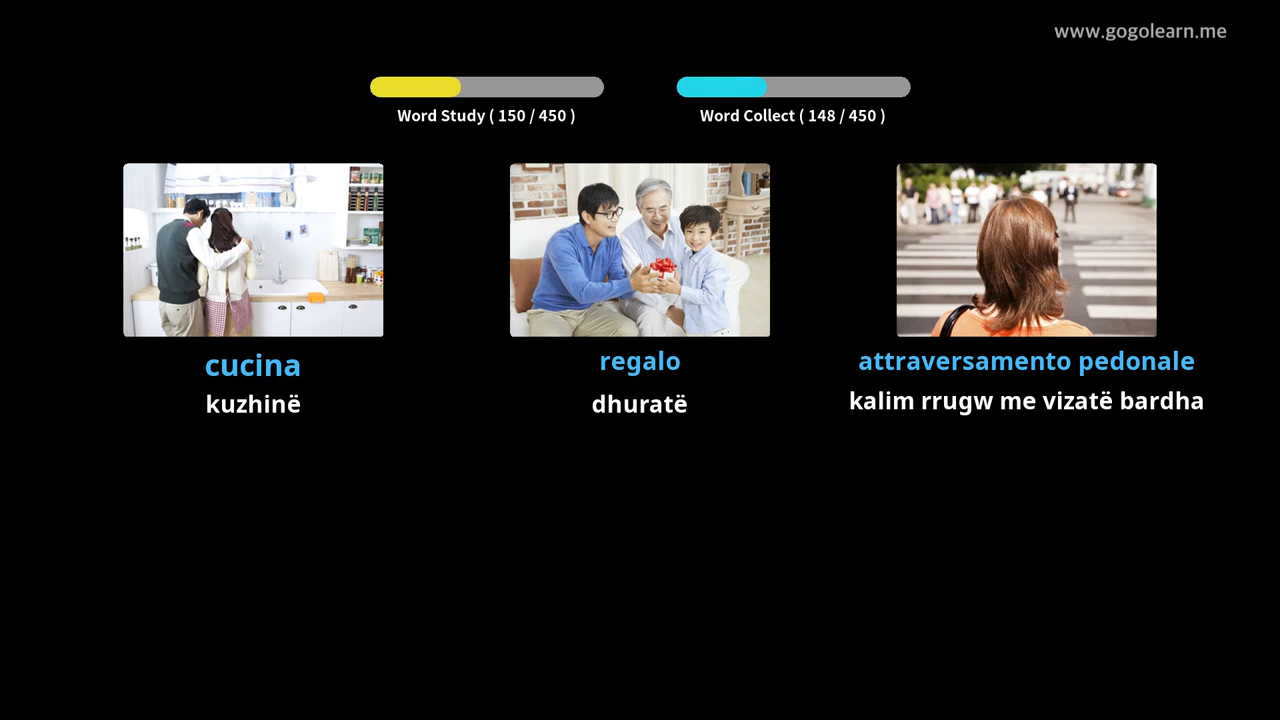 www.gogolearn.me
Word Study ( 150 / 450 )
Word Collect ( 148 / 450 )
cucina
regalo
attraversamento pedonale
kuzhinë
dhuratë
kalim rrugw me vizatë bardha